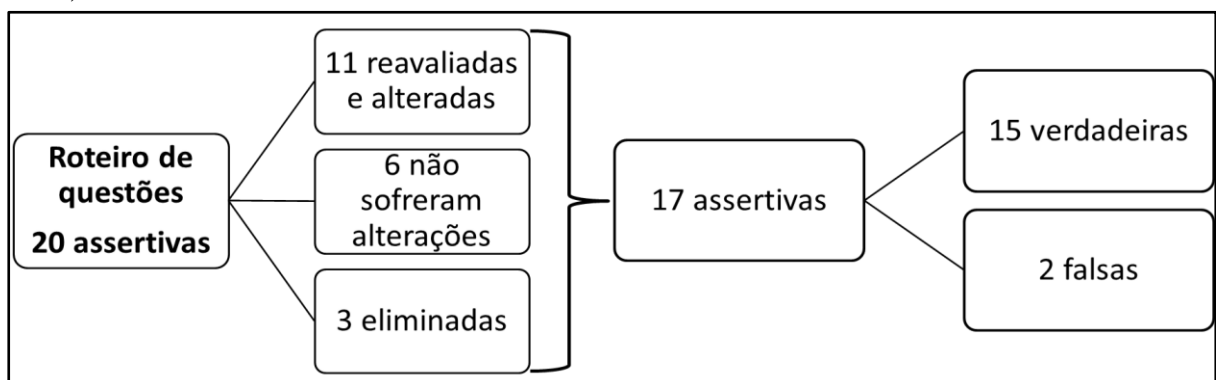 Roteiro de
questões
20 assertivas
11 reavaliadas
e alteradas
6 não
sofreram
alterações
3 eliminadas
17 assertivas
15 verdadeiras
2 falsas